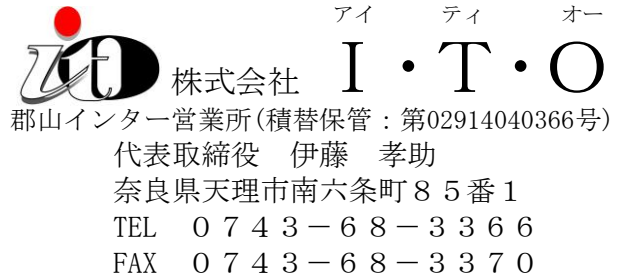 アイ ティ オー
ito 株式会社 Ｉ・Ｔ・Ｏ
郡山インター営業所(積替保管：第02914040366号)
代表取締役　伊藤　孝助
奈良県天理市南六条町８５番１
TEL　０７４３－６８－３３６６
FAX　０７４３－６８－３３７０